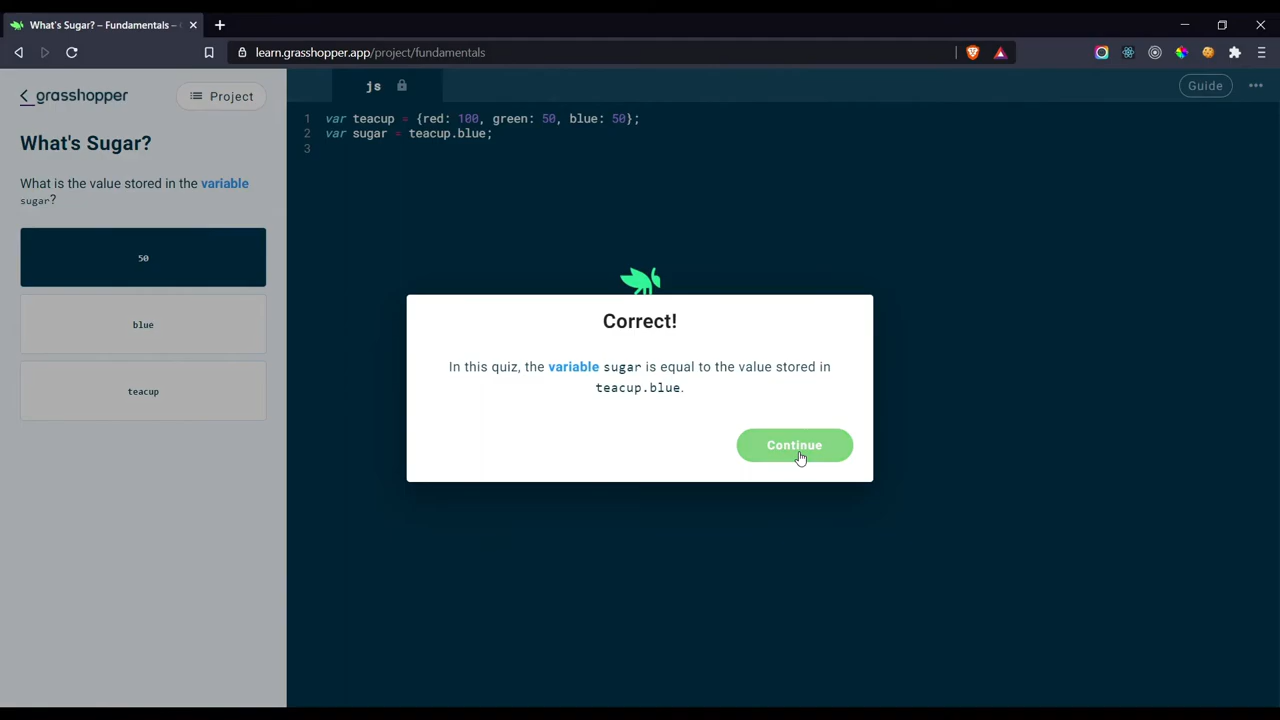 What's Sugar? – Fundamentals –
learn.grasshopper.app/project/fundamentals
grasshopper
Project
js
Guide
What's Sugar?
What is the value stored in the variable
sugar?
50
blue
teacup
1 var teacup = {red: 100, green: 50, blue: 50};
2 var sugar = teacup.blue;
3
Correct!
In this quiz, the variable sugar is equal to the value stored in
teacup.blue.
Continue